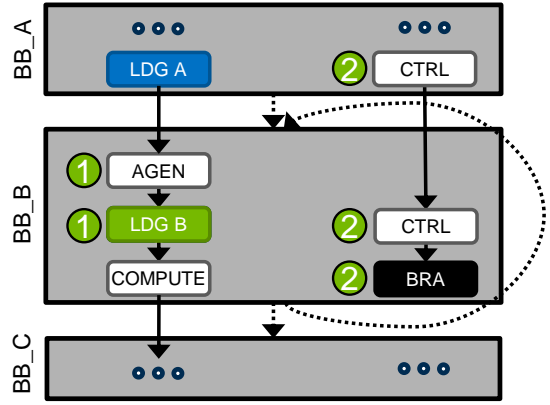 BB_A
LDG A
2 CTRL
BB_B
1 AGEN
1 LDG B
2 CTRL
COMPUTE
2 BRA
BB_C